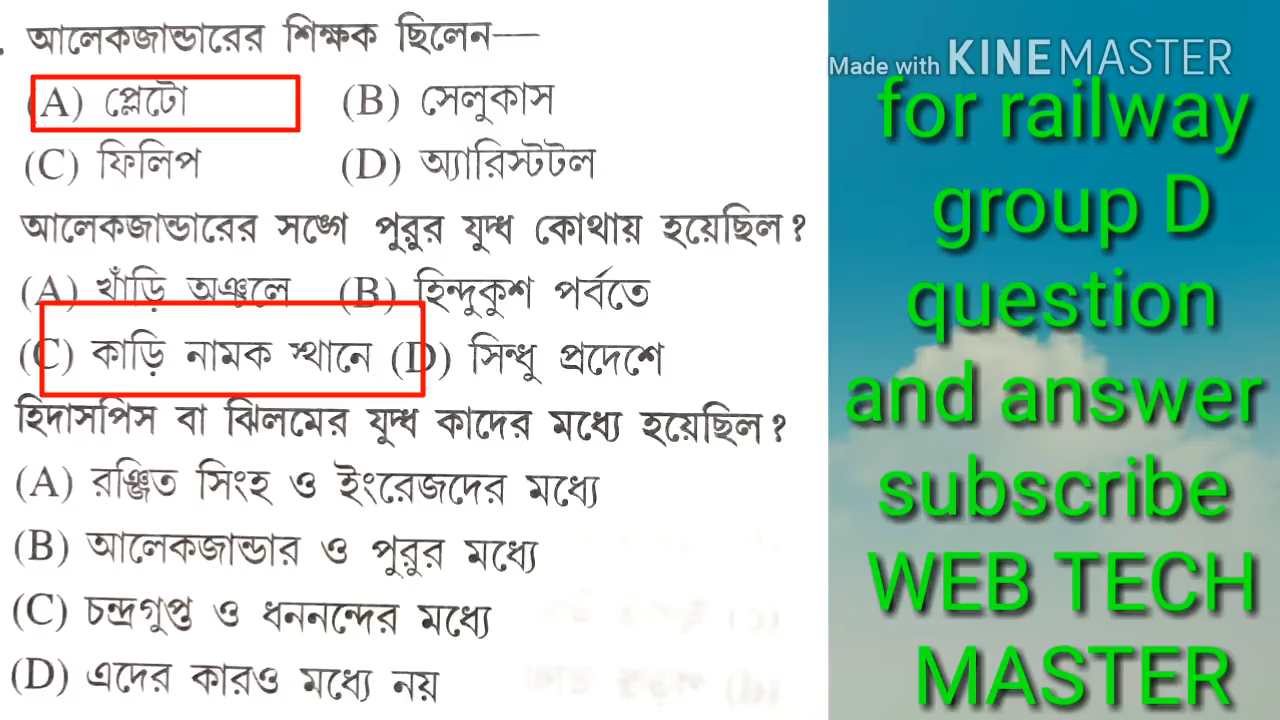 আলেকজান্ডারের শিক্ষক ছিলেন—
(A) প্লেটো (B) সেলুকাস
(C) ফিলিপ (D) অ্যারিস্টটল
আলেকজান্ডারের সঙ্গে পুরুর যুদ্ধ কোথায় হয়েছিল?
(A) খাঁড়ি অঞ্চলে (B) হিন্দুকুশ পর্বতে
(C) কাড়ি নামক স্থানে (D) সিন্ধু প্রদেশে
হিদাসপিস বা ঝিলমের যুদ্ধ কাদের মধ্যে হয়েছিল?
(A) রঞ্জিত সিংহ ও ইংরেজদের মধ্যে
(B) আলেকজান্ডার ও পুরুর মধ্যে
(C) চন্দ্রগুপ্ত ও ধননন্দের মধ্যে
(D) এদের কারও মধ্যে নয়
Made with KINEMASTER
for railway
group D
question
and answer
subscribe
WEB TECH
MASTER